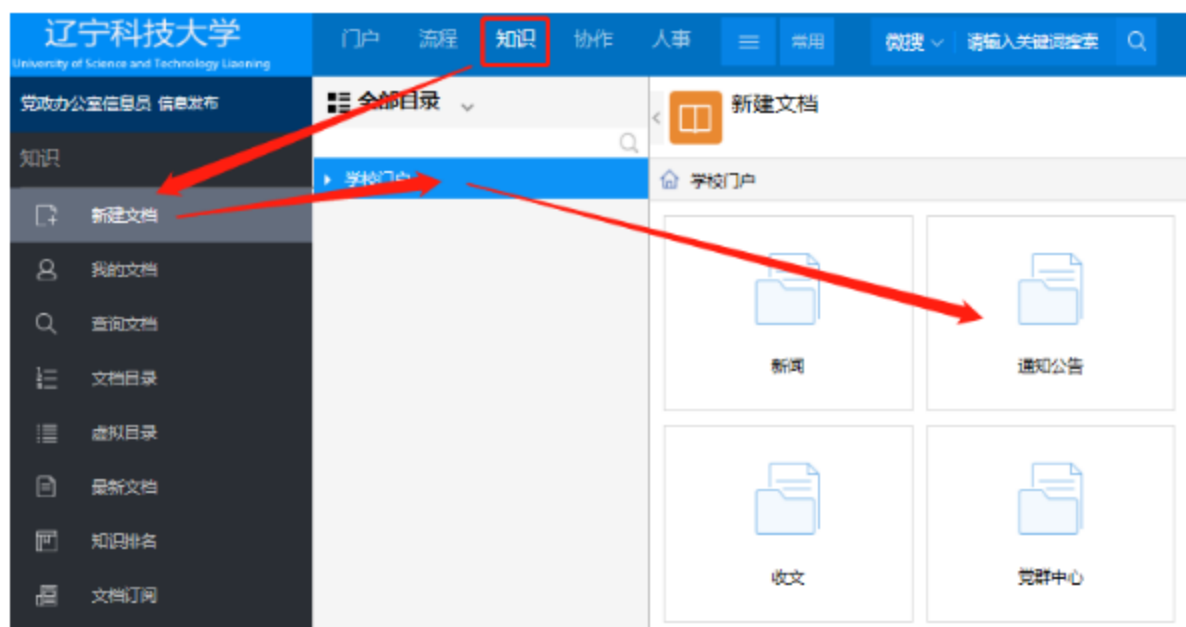 辽宁科技大学
University of Science and Technology Liaoning
门户 流程 知识 协作 人事 常用 微搜 请输入关键词搜索
党政办公室信息员 信息发布
知识
新建文档
我的文档
查询文档
文档目录
虚拟目录
最新文档
知识排名
文档订阅
全部目录
学校门户
新建文档
学校门户
新闻
通知公告
收文
党群中心